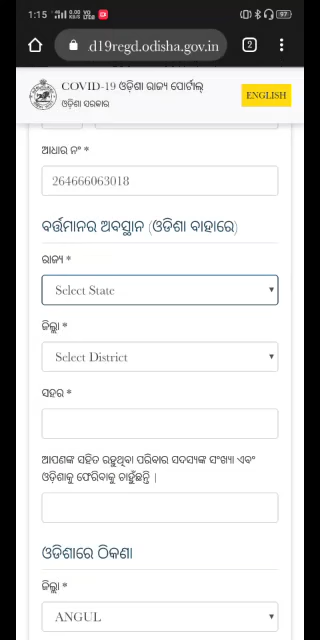 1:15 97
d19regd.odisha.gov.in 2
COVID-19 ଓଡ଼ିଶା ରାଜ୍ୟ ପୋର୍ଟାଲ୍
ଓଡ଼ିଶା ସରକାର
ENGLISH
ଆଧାର ନଂ *
264666063018
ବର୍ତ୍ତମାନର ଅବସ୍ଥାନ (ଓଡିଶା ବାହାରେ)
ରାଜ୍ୟ *
Select State
ଜିଲ୍ଲା *
Select District
ସହର *
ଆପଣଙ୍କ ସହିତ ରହୁଥିବା ପରିବାର ସଦସ୍ୟଙ୍କ ସଂଖ୍ୟା ଏବଂ
ଓଡ଼ିଶାକୁ ଫେରିବାକୁ ଚାହୁଁଛନ୍ତି |
ଓଡିଶାରେ ଠିକଣା
ଜିଲ୍ଲା *
ANGUL